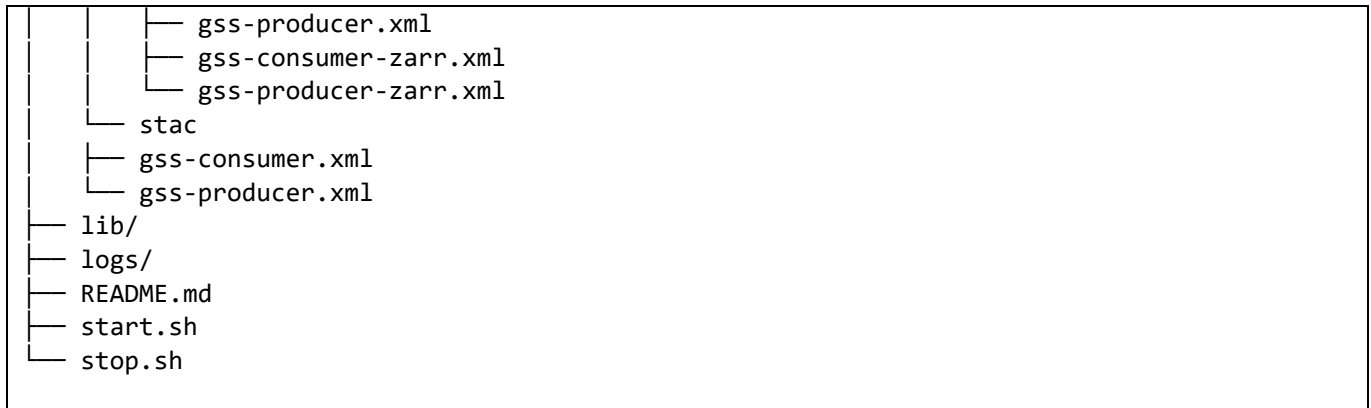 │   │   ├── gss-producer.xml
│   │   ├── gss-consumer-zarr.xml
│   │   └── gss-producer-zarr.xml
│   └── stac
│   ├── gss-consumer.xml
│   └── gss-producer.xml
├── lib/
├── logs/
├── README.md
├── start.sh
└── stop.sh